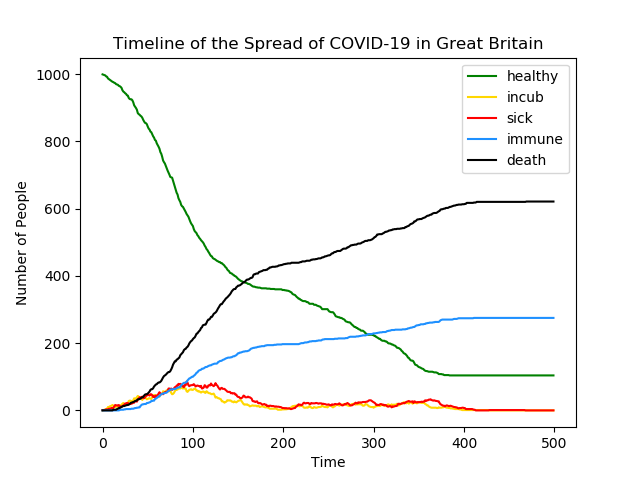 Timeline of the Spread of COVID-19 in Great Britain
Number of People
1000
800
600
400
200
0
healthy
incub
sick
immune
death
0 100 200 300 400 500
Time